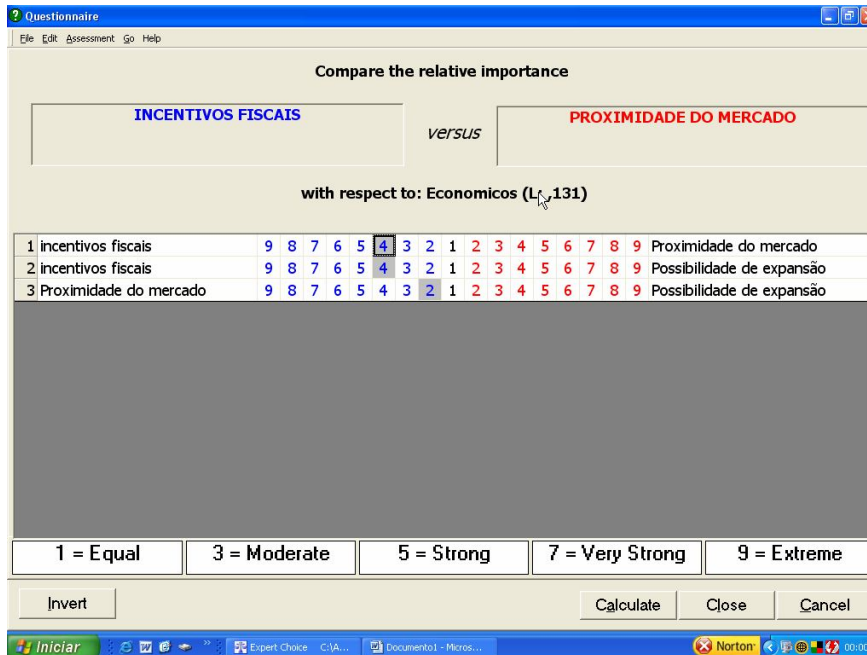 Questionnaire
File Edit Assessment Go Help
Compare the relative importance
INCENTIVOS FISCAIS
versus
PROXIMIDADE DO MERCADO
with respect to: Economicos (L: ,131)
1 incentivos fiscais 9 8 7 6 5 4 3 2 1 2 3 4 5 6 7 8 9 Proximidade do mercado
2 incentivos fiscais 9 8 7 6 5 4 3 2 1 2 3 4 5 6 7 8 9 Possibilidade de expansão
3 Proximidade do mercado 9 8 7 6 5 4 3 2 1 2 3 4 5 6 7 8 9 Possibilidade de expansão
1 = Equal 3 = Moderate 5 = Strong 7 = Very Strong 9 = Extreme
Invert Calculate Close Cancel
Iniciar Expert Choice C:\A... Documento1 - Micros... Norton 00:0